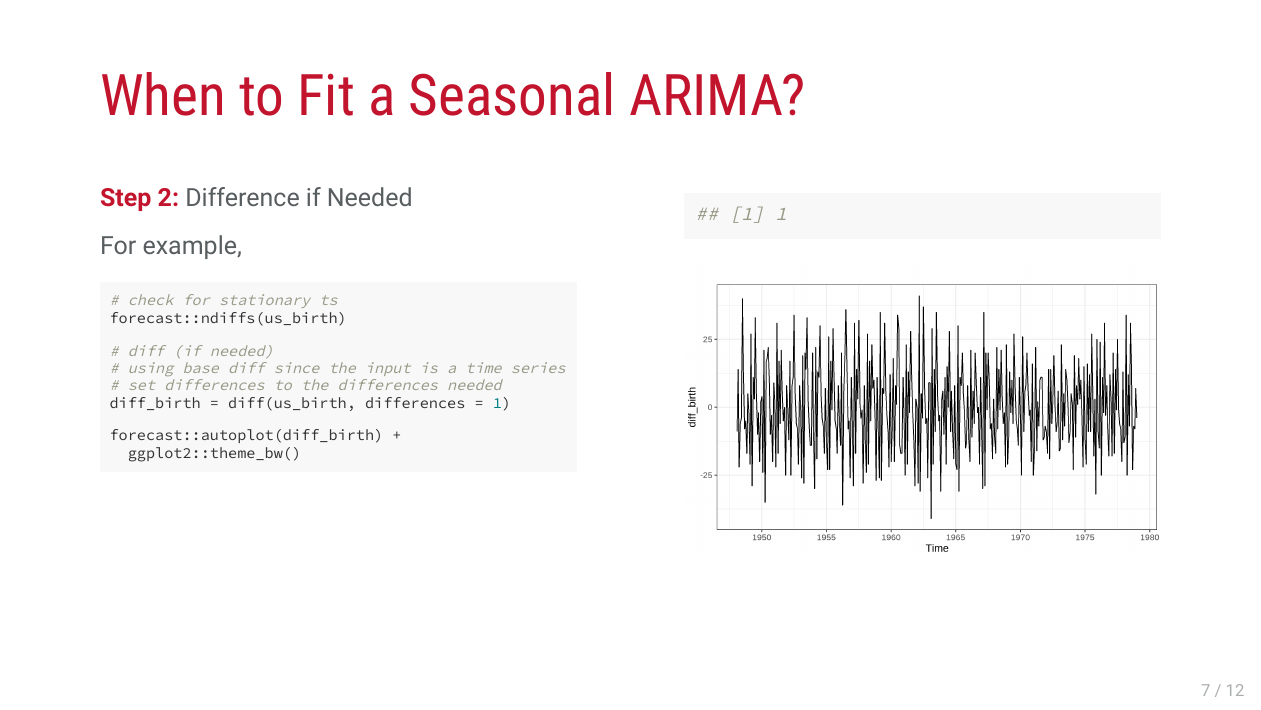 When to Fit a Seasonal ARIMA?
Step 2: Difference if Needed
For example,
# check for stationary ts
forecast::ndiffs(us_birth)
# diff (if needed)
# using base diff since the input is a time series
# set differences to the differences needed
diff_birth = diff(us_birth, differences = 1)
forecast::autoplot(diff_birth) +
  ggplot2::theme_bw()
## [1] 1
diff_birth
25
0
-25
1950 1955 1960 1965 1970 1975 1980
Time
7 / 12